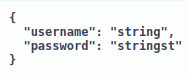 {
  "username": "string",
  "password": "stringst"
}